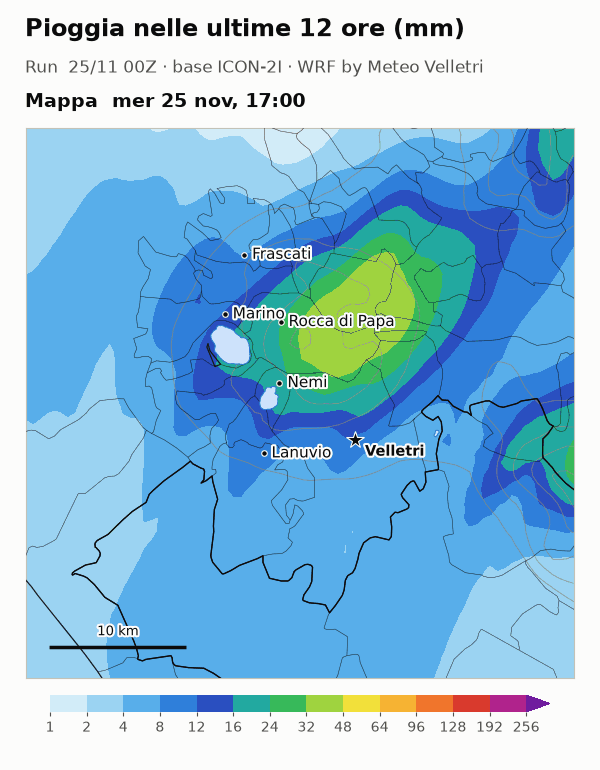 Pioggia nelle ultime 12 ore (mm)
Run  25/11 00Z · base ICON-2I · WRF by Meteo Velletri
Mappa  mer 25 nov, 17:00
Frascati
Marino
Rocca di Papa
Nemi
Velletri
Lanuvio
10 km
1 2 4 8 12 16 24 32 48 64 96 128 192 256